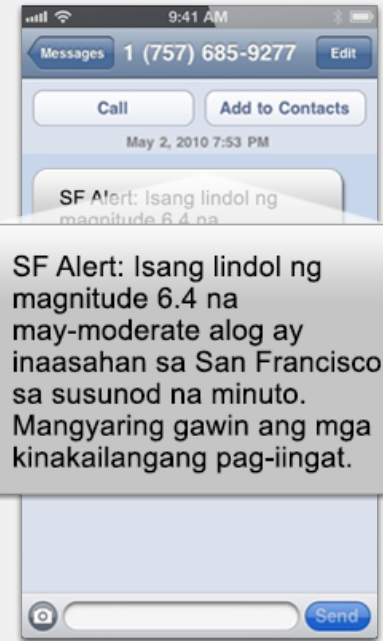 9:41 AM
Messages 1 (757) 685-9277 Edit
Call Add to Contacts
May 2, 2010 7:53 PM
SF Alert: Isang lindol ng
magnitude 6.4 na
SF Alert: Isang lindol ng
magnitude 6.4 na
may-moderate alog ay
inaasahan sa San Francisco
sa susunod na minuto.
Mangyaring gawin ang mga
kinakailangang pag-iingat.
Send